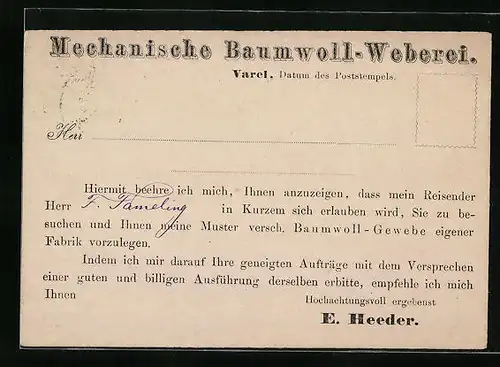 Mechanische Baumwoll-Weberei.
Varel, Datum des Poststempels.
Herr
Hiermit beehre ich mich, Ihnen anzuzeigen, dass mein Reisender
Herr F. Tameling in Kurzem sich erlauben wird, Sie zu be-
suchen und Ihnen meine Muster versch. Baumwoll-Gewebe eigener
Fabrik vorzulegen.
Indem ich mir darauf Ihre geneigten Aufträge mit dem Versprechen
einer guten und billigen Ausführung derselben erbitte, empfehle ich mich
Ihnen
Hochachtungsvoll ergebenst
E. Heeder.